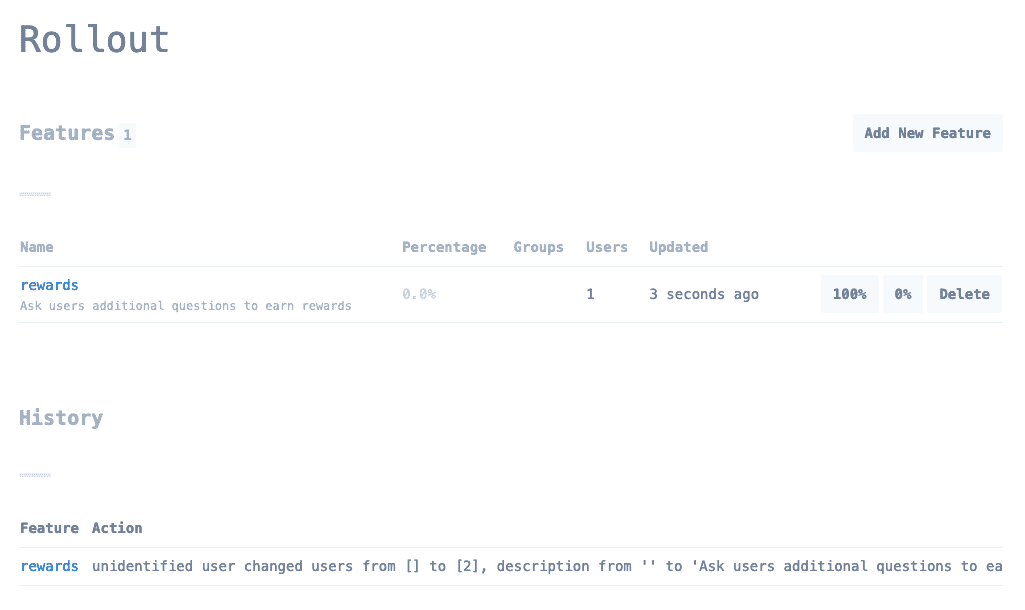 Rollout
Features 1
Add New Feature
Name Percentage Groups Users Updated
rewards
Ask users additional questions to earn rewards
0.0% 1 3 seconds ago 100% 0% Delete
History
Feature Action
rewards unidentified user changed users from [] to [2], description from '' to 'Ask users additional questions to ea